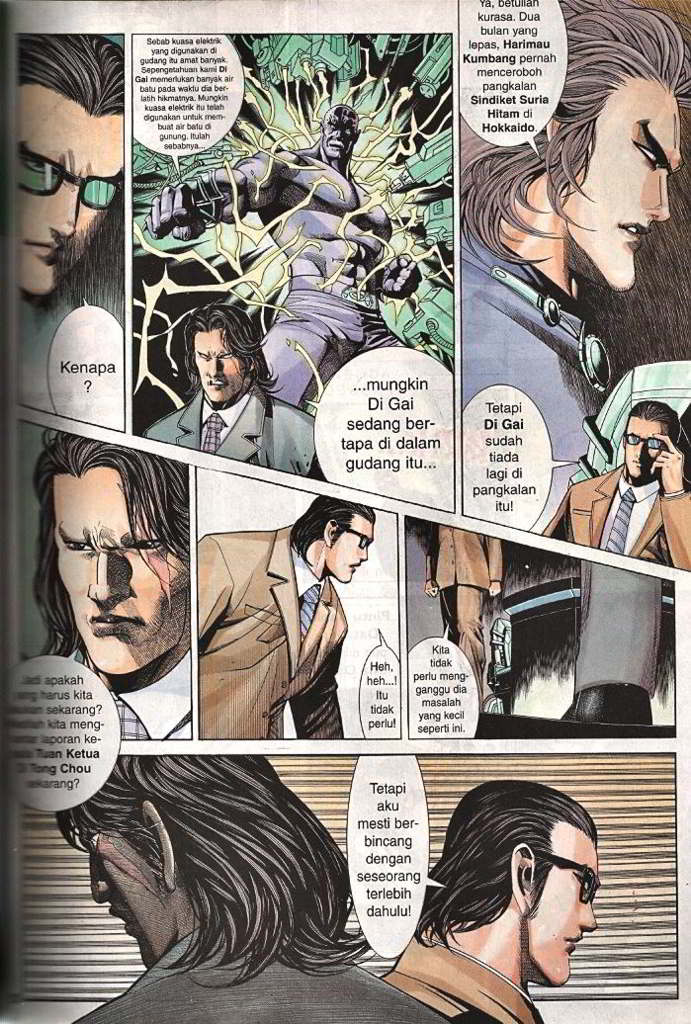 Kenapa
?
Sebab kuasa elektrik
yang digunakan di
gudang itu amat banyak.
Sepengetahuan kami Di
Gai memerlukan banyak air
batu pada waktu dia ber-
latih hikmatnya. Mungkin
kuasa elektrik itu telah
digunakan untuk mem-
buat air batu di
gunung. Itulah
sebabnya...
...mungkin
Di Gai
sedang ber-
tapa di dalam
gudang itu...
Ya, betullah
kurasa. Dua
bulan yang
lepas, Harimau
Kumbang pernah
menceroboh
pangkalan
Sindiket Suria
Hitam di
Hokkaido.
Tetapi
Di Gai
sudah
tiada
lagi di
pangkalan
itu!
Jadi apakah
yang harus kita
sekarang?
kita meng-
laporan ke-
Tuan Ketua
Tong Chou
sekarang?
Heh,
heh...!
Itu
tidak
perlu!
Kita
tidak
perlu meng-
ganggu dia
masalah
yang kecil
seperti ini.
Tetapi
aku
mesti ber-
bincang
dengan
seseorang
terlebih
dahulu!